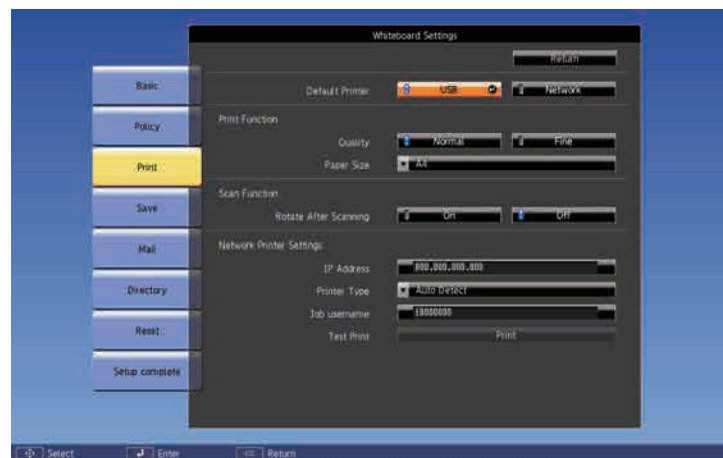 Whiteboard Settings
Return
Basic
Policy
Print
Save
Mail
Directory
Reset
Setup complete
Default Printer USB Network
Print Function
Quality Normal Fine
Paper Size A4
Scan Function
Rotate After Scanning On Off
Network Printer Settings
IP Address 000.000.000.000
Printer Type Auto Detect
Job username
Test Print Print
Select Enter Return